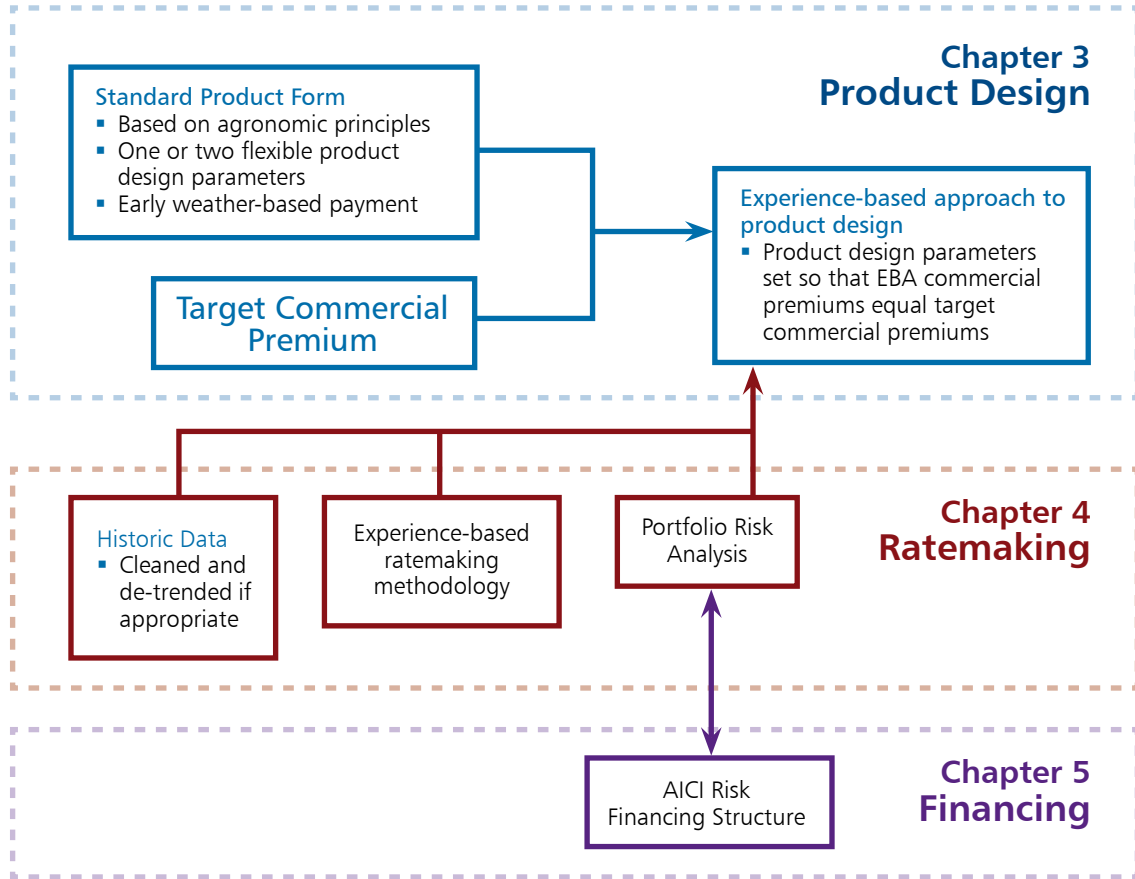 Chapter 3
Product Design
Standard Product Form
▪ Based on agronomic principles
▪ One or two flexible product
design parameters
▪ Early weather-based payment
Target Commercial
Premium
Experience-based approach to
product design
▪ Product design parameters
set so that EBA commercial
premiums equal target
commercial premiums
Chapter 4
Ratemaking
Historic Data
▪ Cleaned and
de-trended if
appropriate
Experience-based
ratemaking
methodology
Portfolio Risk
Analysis
Chapter 5
Financing
AICI Risk
Financing Structure